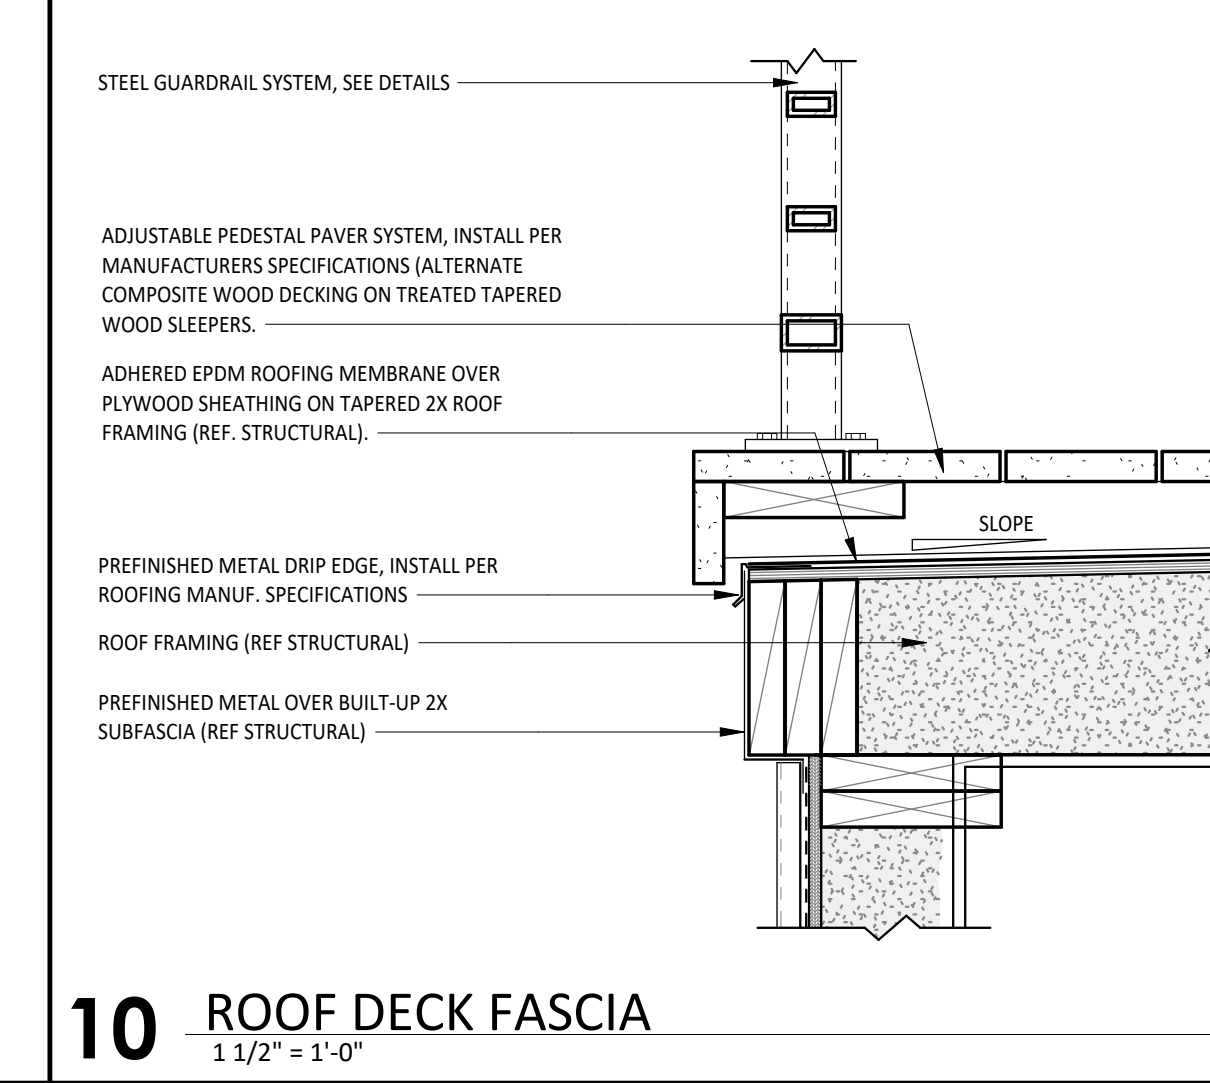 STEEL GUARDRAIL SYSTEM, SEE DETAILS
ADJUSTABLE PEDESTAL PAVER SYSTEM, INSTALL PER
MANUFACTURERS SPECIFICATIONS (ALTERNATE
COMPOSITE WOOD DECKING ON TREATED TAPERED
WOOD SLEEPERS.
ADHERED EPDM ROOFING MEMBRANE OVER
PLYWOOD SHEATHING ON TAPERED 2X ROOF
FRAMING (REF. STRUCTURAL).
SLOPE
PREFINISHED METAL DRIP EDGE, INSTALL PER
ROOFING MANUF. SPECIFICATIONS
ROOF FRAMING (REF STRUCTURAL)
PREFINISHED METAL OVER BUILT-UP 2X
SUBFASCIA (REF STRUCTURAL)
10 ROOF DECK FASCIA
1 1/2" = 1'-0"